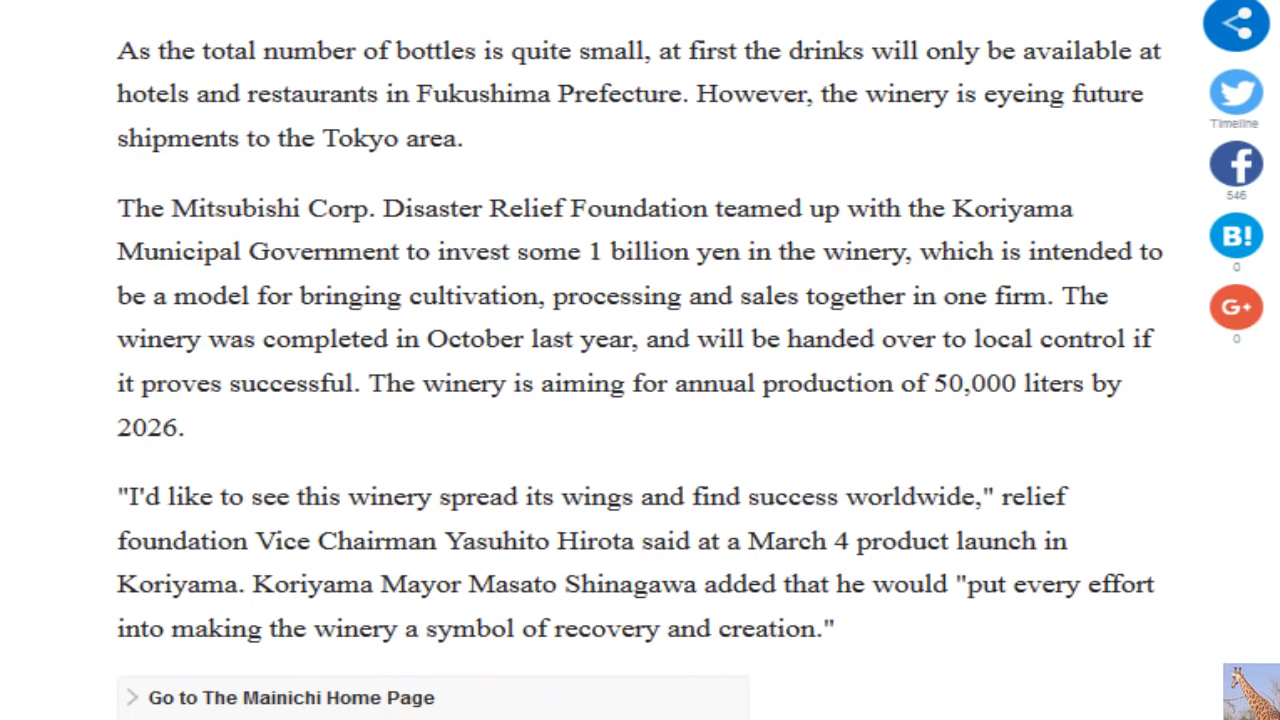 As the total number of bottles is quite small, at first the drinks will only be available at
hotels and restaurants in Fukushima Prefecture. However, the winery is eyeing future
shipments to the Tokyo area.
The Mitsubishi Corp. Disaster Relief Foundation teamed up with the Koriyama
Municipal Government to invest some 1 billion yen in the winery, which is intended to
be a model for bringing cultivation, processing and sales together in one firm. The
winery was completed in October last year, and will be handed over to local control if
it proves successful. The winery is aiming for annual production of 50,000 liters by
2026.
"I'd like to see this winery spread its wings and find success worldwide," relief
foundation Vice Chairman Yasuhito Hirota said at a March 4 product launch in
Koriyama. Koriyama Mayor Masato Shinagawa added that he would "put every effort
into making the winery a symbol of recovery and creation."
Go to The Mainichi Home Page
Timeline
f
546
B!
0
G+
0